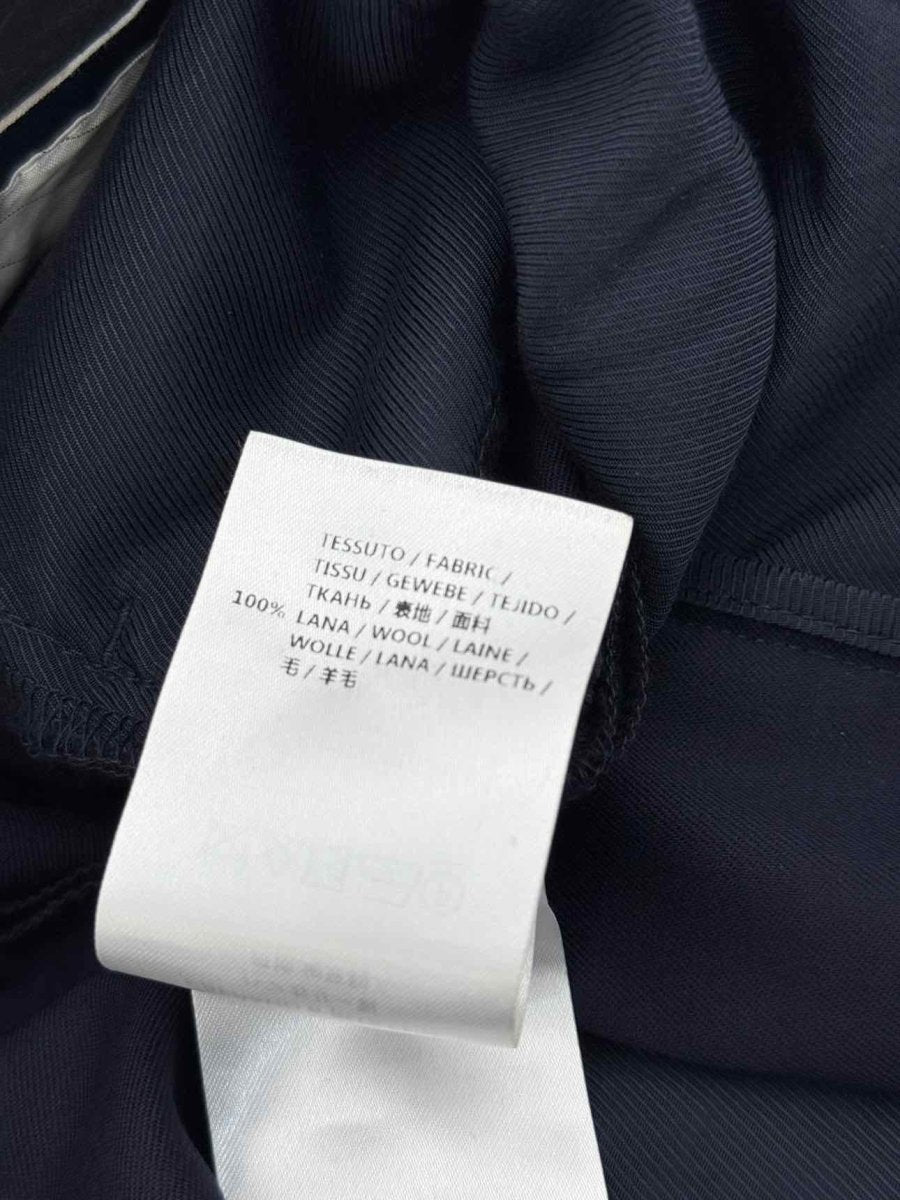 TESSUTO / FABRIC /
TISSU / GEWEBE / TEJIDO /
ТКАНЬ / 表地 / 面料
100% LANA / WOOL / LAINE /
WOLLE / LANA / ШЕРСТЬ /
毛 / 羊毛